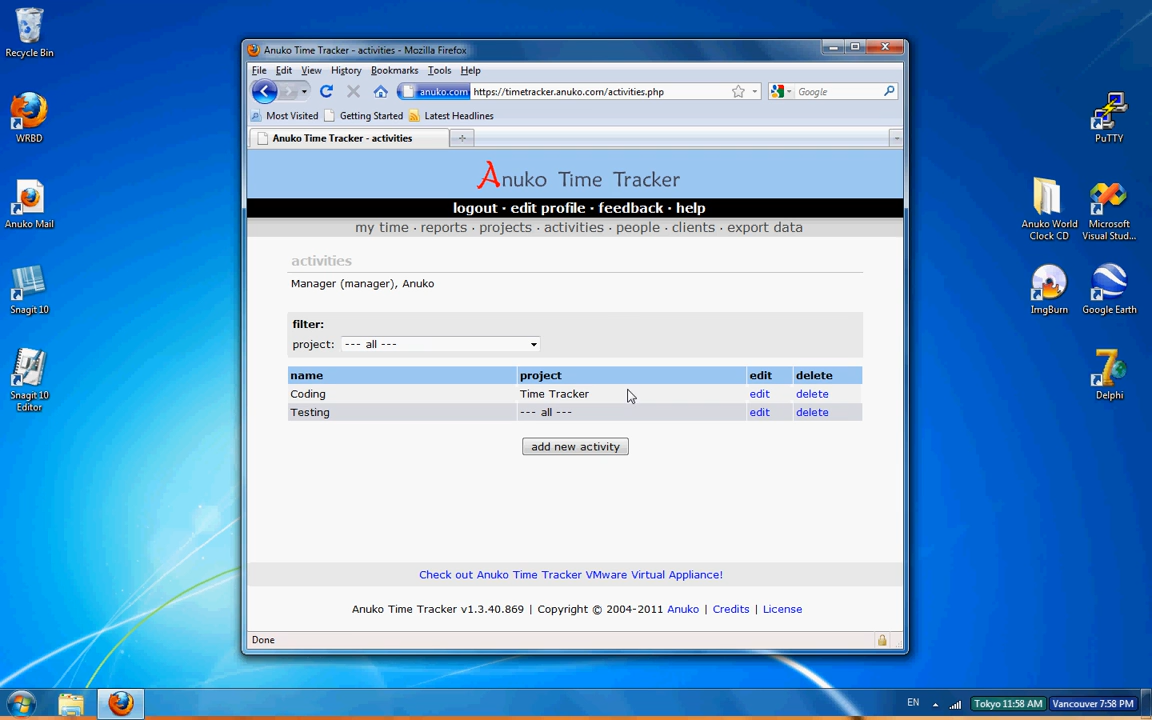 Recycle Bin
WRBD
Anuko Mail
Snagit 10
Snagit 10
Editor
Anuko Time Tracker - activities - Mozilla Firefox
File Edit View History Bookmarks Tools Help
anuko.com https://timetracker.anuko.com/activities.php
Google
Most Visited Getting Started Latest Headlines
Anuko Time Tracker - activities
Anuko Time Tracker
logout · edit profile · feedback · help
my time · reports · projects · activities · people · clients · export data
activities
Manager (manager), Anuko
filter:
project: --- all ---
name project edit delete
Coding Time Tracker edit delete
Testing --- all --- edit delete
add new activity
Check out Anuko Time Tracker VMware Virtual Appliance!
Anuko Time Tracker v1.3.40.869 | Copyright © 2004-2011 Anuko | Credits | License
Done
PuTTY
Anuko World
Clock CD
Microsoft
Visual Stud...
ImgBurn
Google Earth
Delphi
EN
Tokyo 11:58 AM
Vancouver 7:58 PM